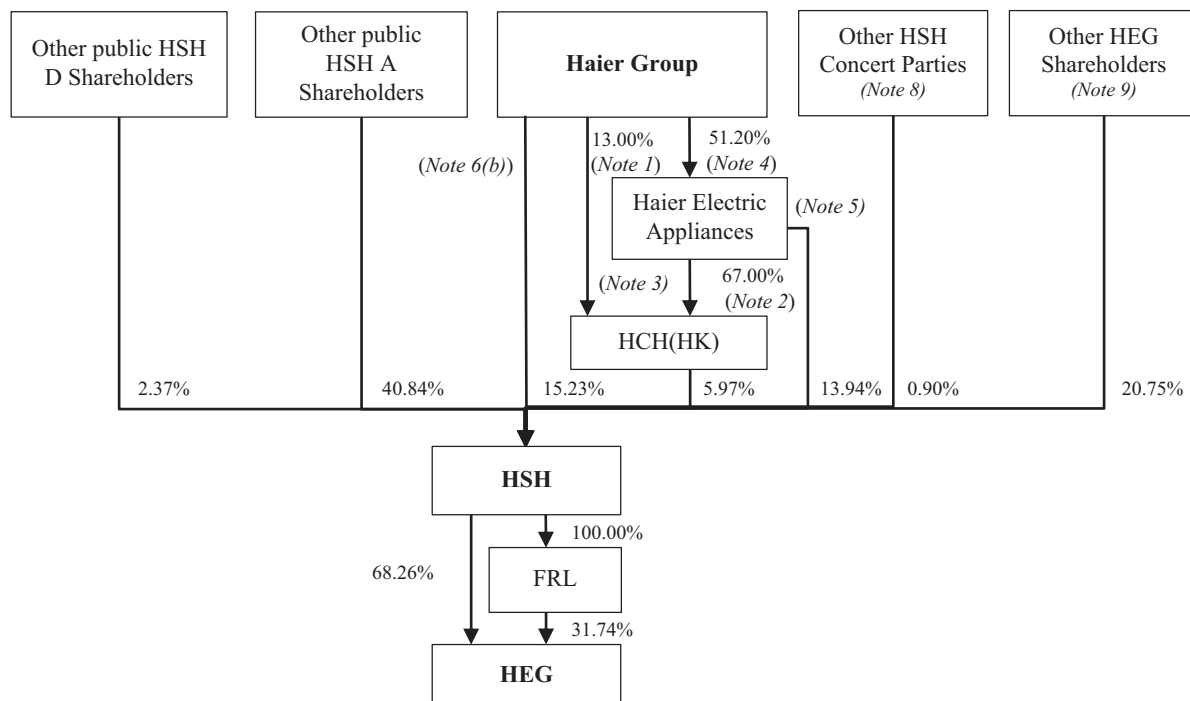 Other public HSH
D Shareholders
Other public
HSH A
Shareholders
Haier Group
Other HSH
Concert Parties
(Note 8)
Other HEG
Shareholders
(Note 9)
(Note 6(b))
13.00%
(Note 1)
51.20%
(Note 4)
Haier Electric
Appliances
(Note 5)
(Note 3)
67.00%
(Note 2)
HCH(HK)
2.37%
40.84%
15.23%
5.97%
13.94%
0.90%
20.75%
HSH
100.00%
68.26%
FRL
31.74%
HEG